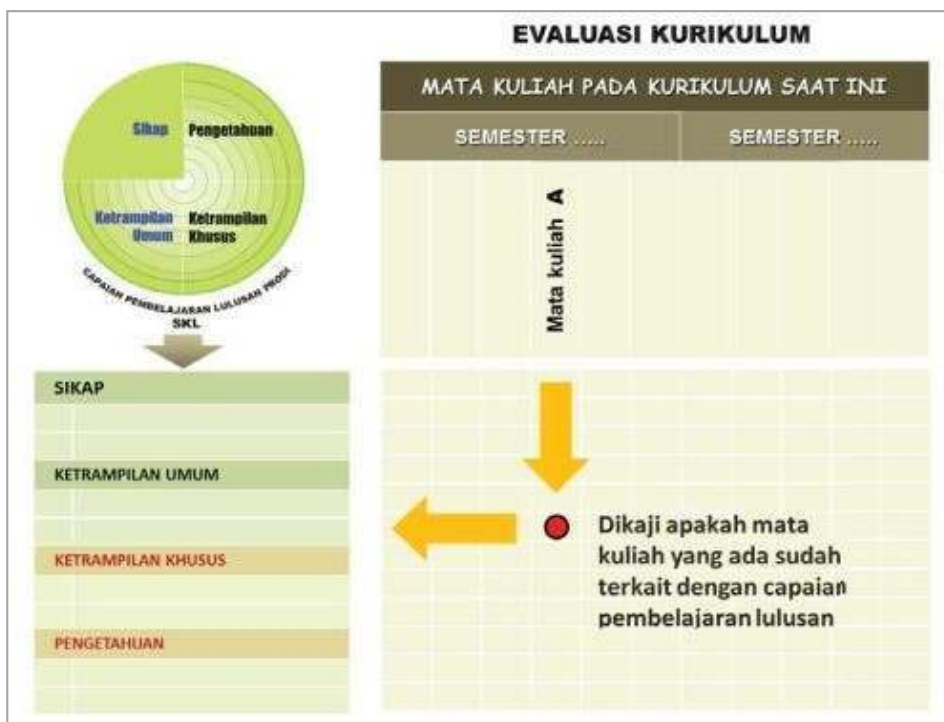 EVALUASI KURIKULUM
MATA KULIAH PADA KURIKULUM SAAT INI
SEMESTER .....
SEMESTER .....
Mata kuliah A
Sikap
Pengetahuan
Ketrampilan
Umum
Ketrampilan
Khusus
CAPAIAN PEMBELAJARAN LULUSAN PRODI
SKL
SIKAP
KETRAMPILAN UMUM
KETRAMPILAN KHUSUS
PENGETAHUAN
Dikaji apakah mata
kuliah yang ada sudah
terkait dengan capaian
pembelajaran lulusan